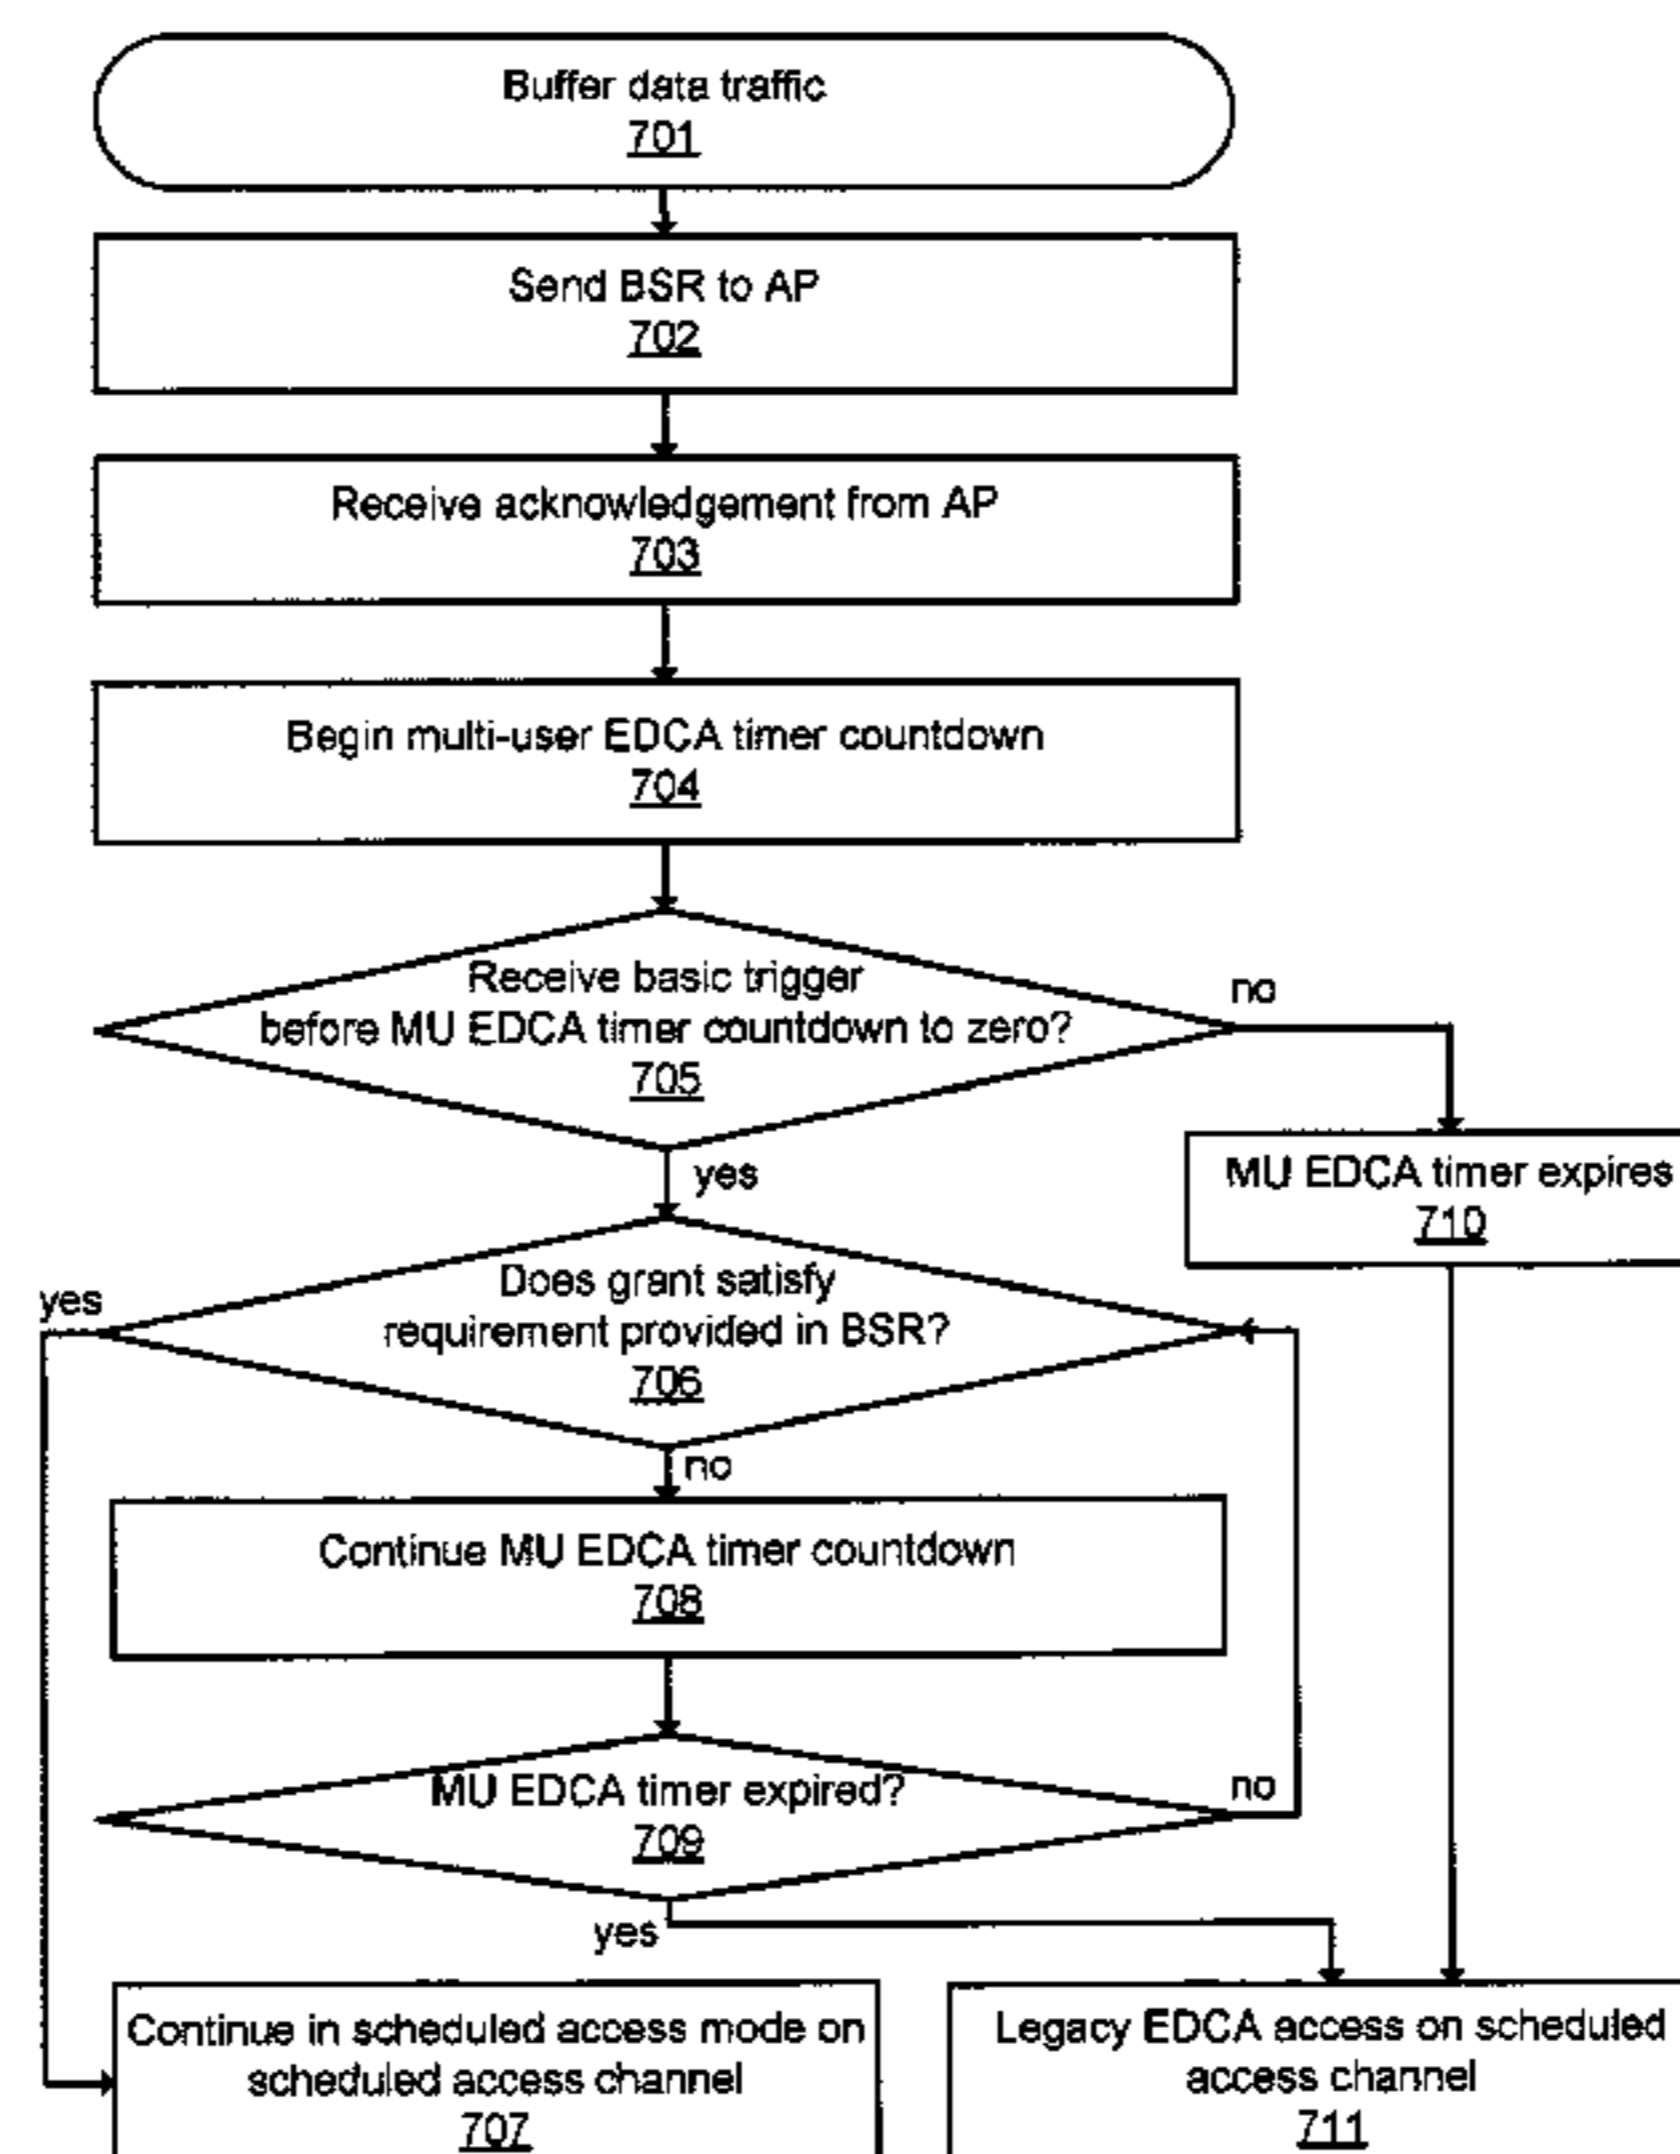 Buffer data traffic
701
Send BSR to AP
702
Receive acknowledgement from AP
703
Begin multi-user EDCA timer countdown
704
Receive basic trigger
before MU EDCA timer countdown to zero?
705
no
yes
MU EDCA timer expires
710
Does grant satisfy
requirement provided in BSR?
706
yes
no
Continue MU EDCA timer countdown
708
MU EDCA timer expired?
709
no
yes
Continue in scheduled access mode on
scheduled access channel
707
Legacy EDCA access on scheduled
access channel
711